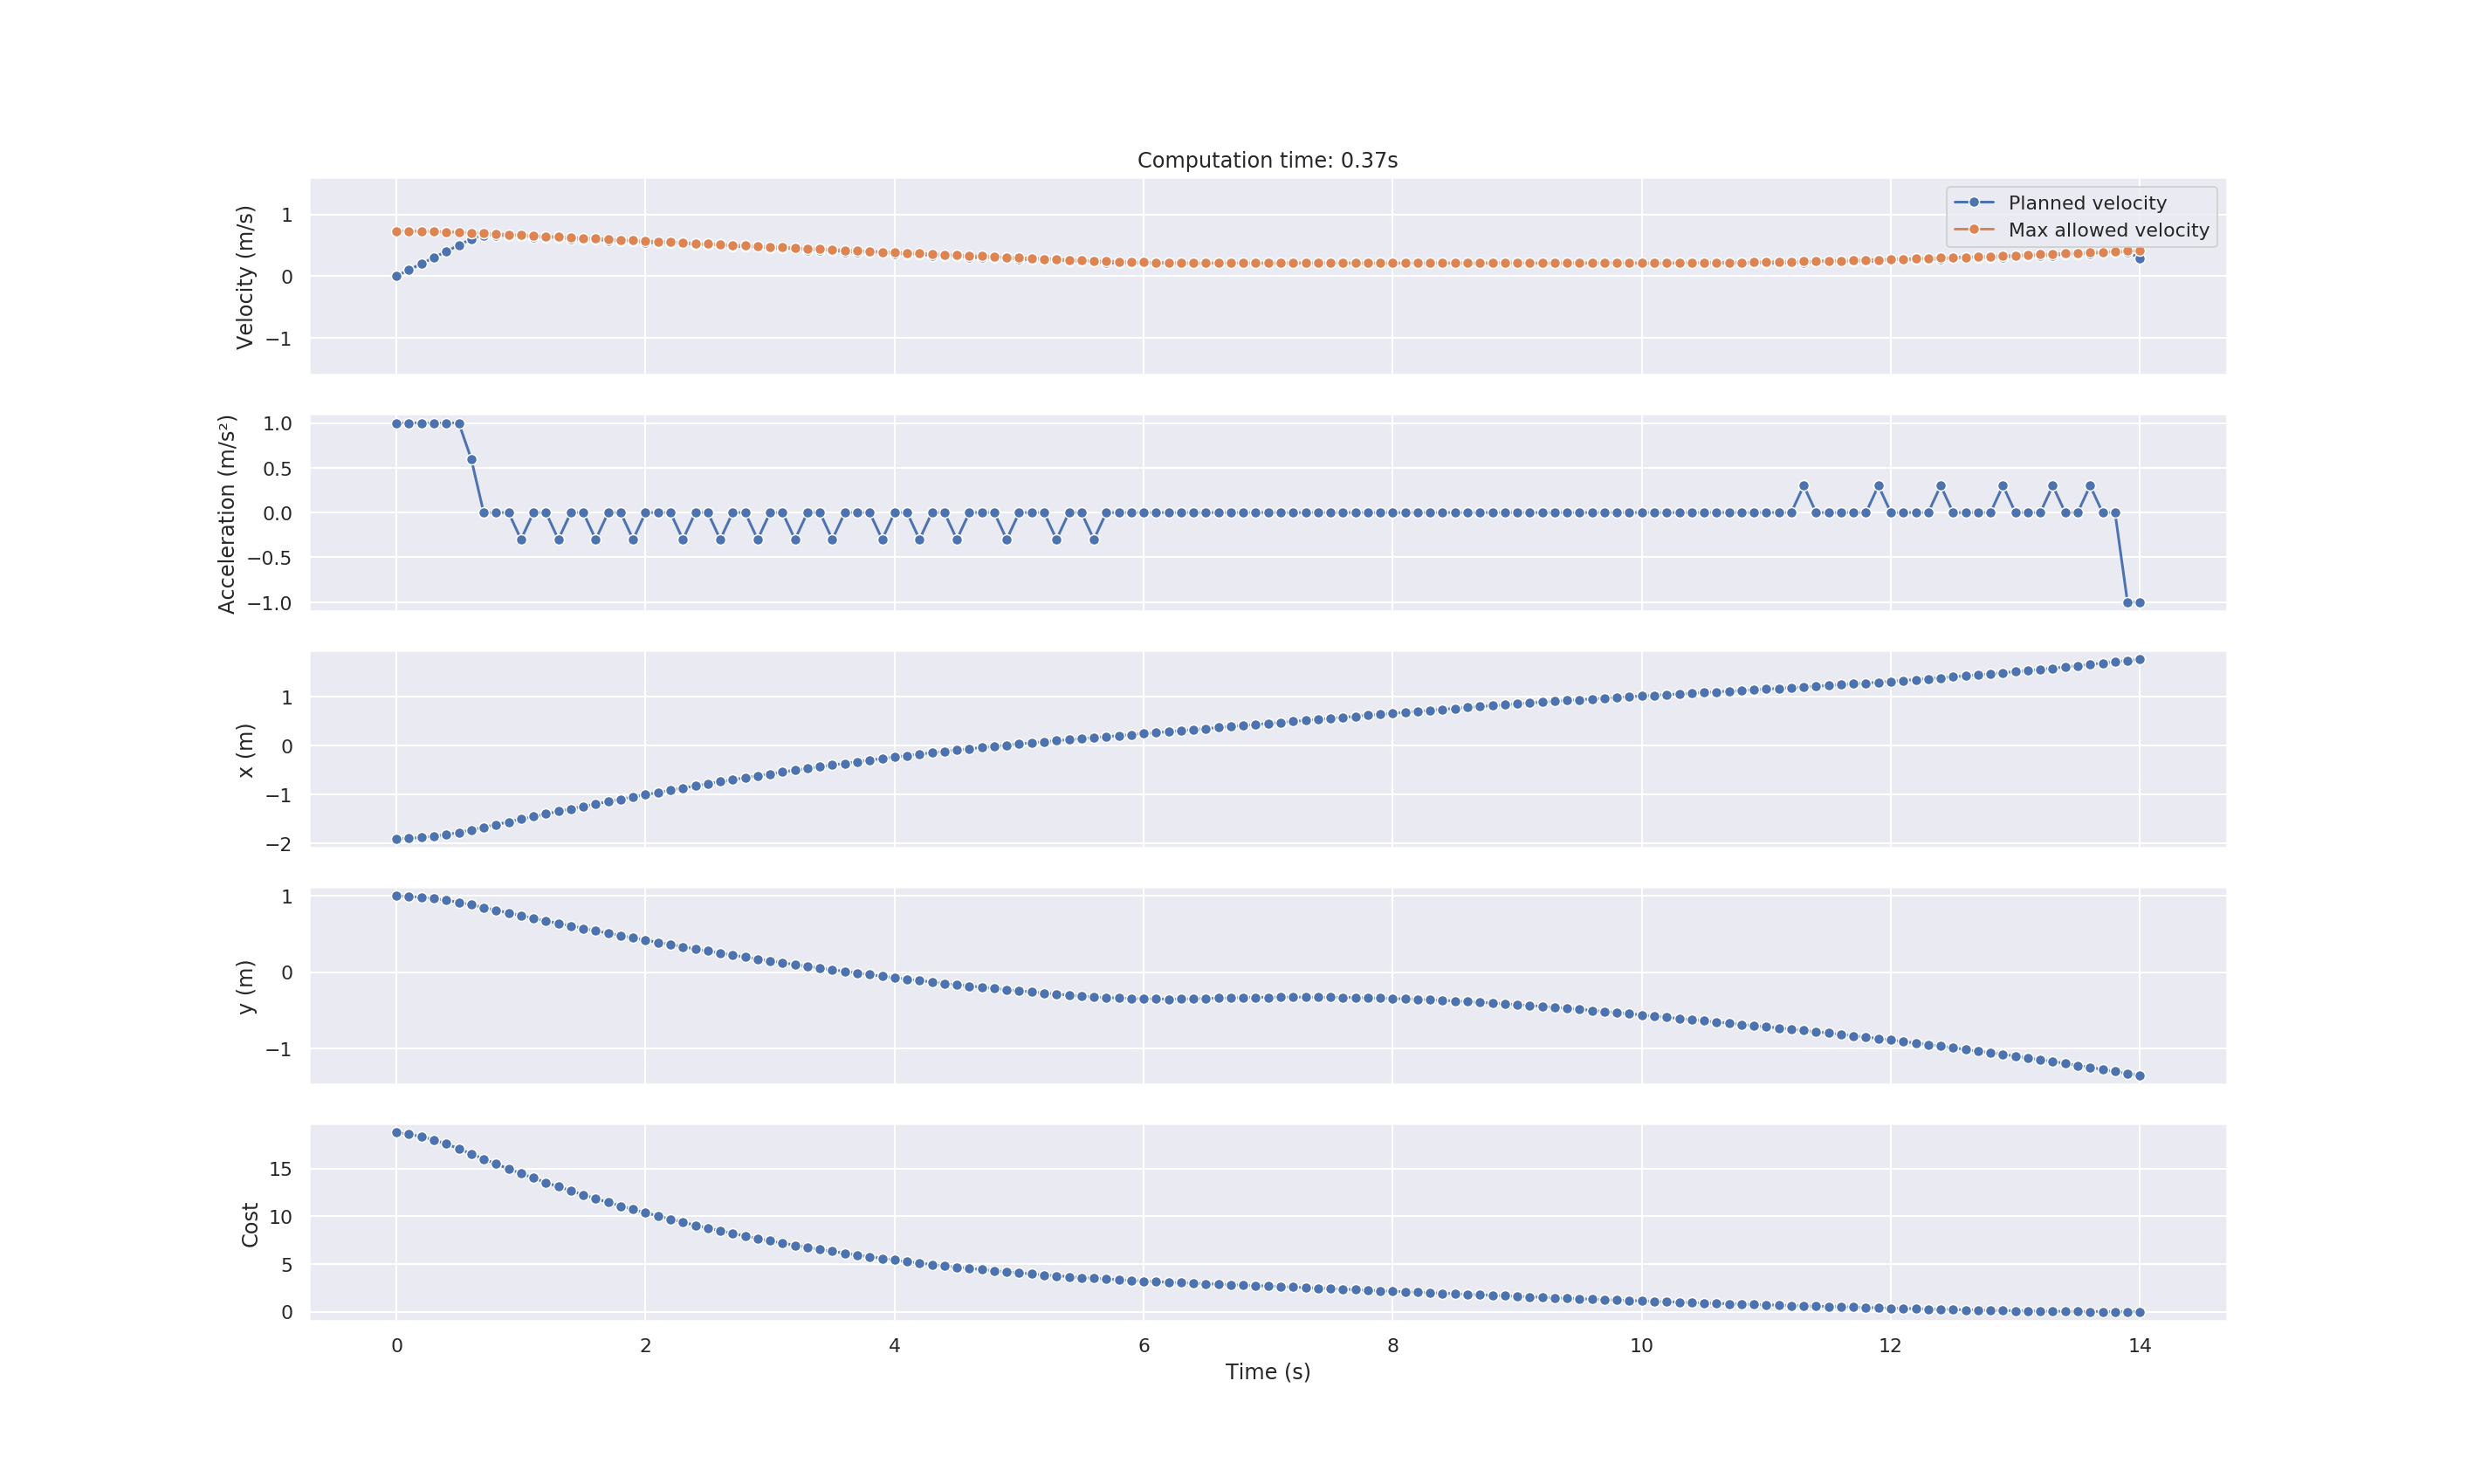 Computation time: 0.37s
Velocity (m/s)
1
0
−1
Planned velocity
Max allowed velocity
Acceleration (m/s²)
1.0
0.5
0.0
−0.5
−1.0
x (m)
1
0
−1
−2
y (m)
1
0
−1
Cost
15
10
5
0
0 2 4 6 8 10 12 14
Time (s)